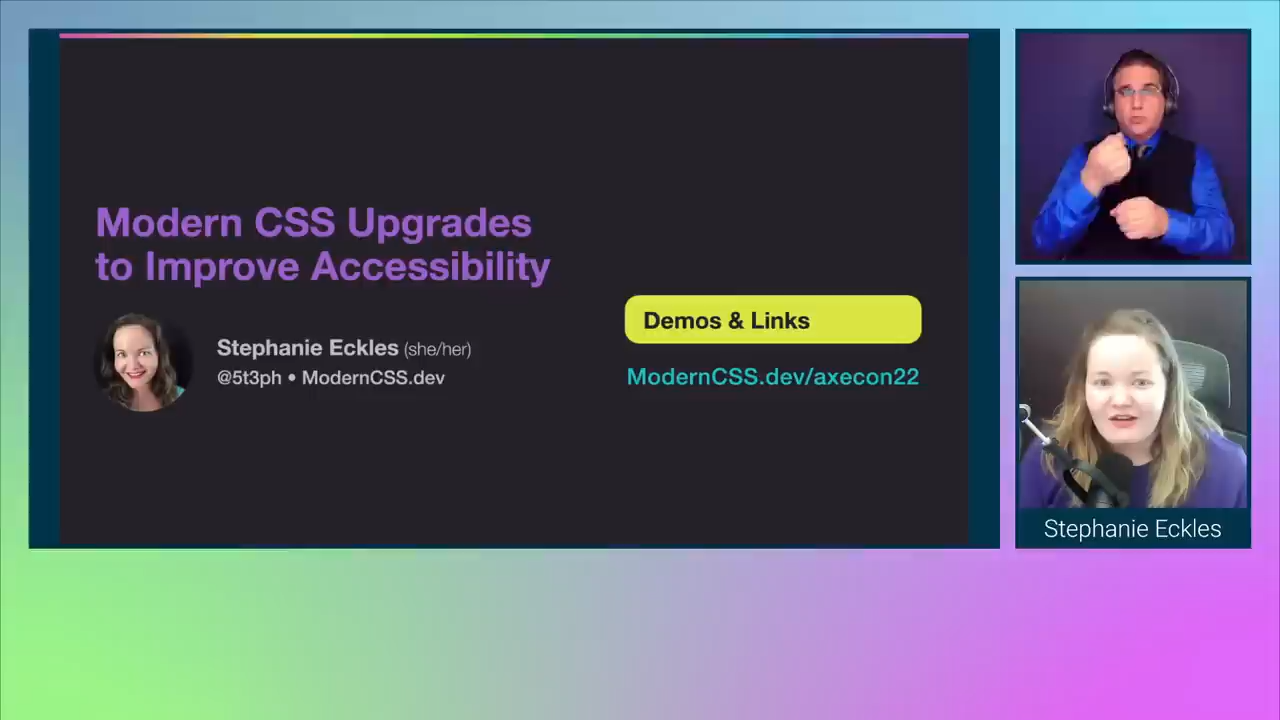 Modern CSS Upgrades
to Improve Accessibility
Stephanie Eckles (she/her)
@5t3ph • ModernCSS.dev
Demos & Links
ModernCSS.dev/axecon22
Stephanie Eckles